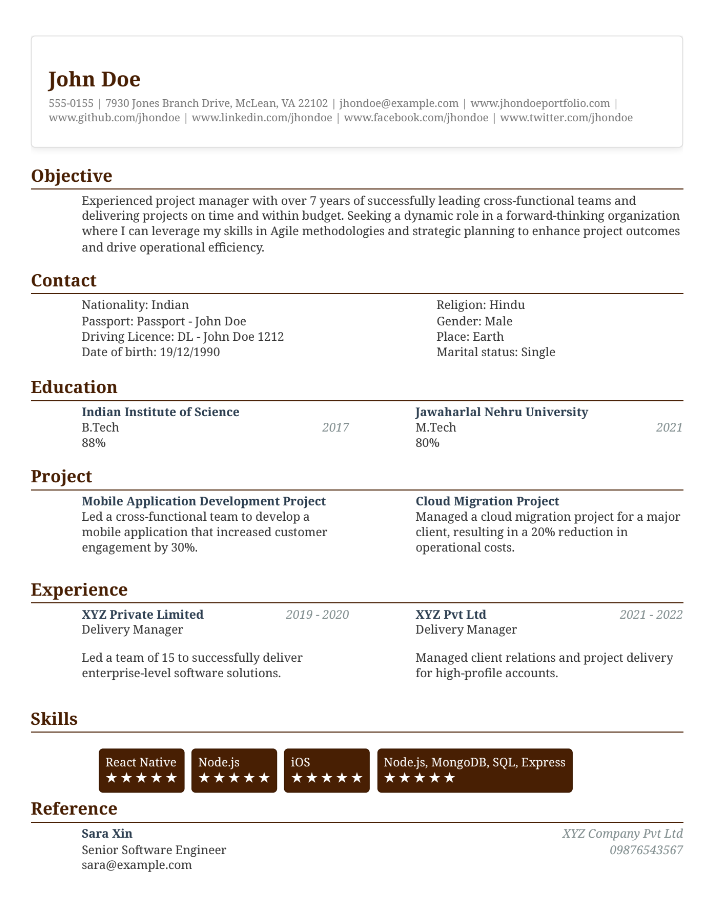 John Doe
555-0155 | 7930 Jones Branch Drive, McLean, VA 22102 | jhondoe@example.com | www.jhondoeportfolio.com |
www.github.com/jhondoe | www.linkedin.com/jhondoe | www.facebook.com/jhondoe | www.twitter.com/jhondoe
Objective
Experienced project manager with over 7 years of successfully leading cross-functional teams and
delivering projects on time and within budget. Seeking a dynamic role in a forward-thinking organization
where I can leverage my skills in Agile methodologies and strategic planning to enhance project outcomes
and drive operational efficiency.
Contact
Nationality: Indian
Passport: Passport - John Doe
Driving Licence: DL - John Doe 1212
Date of birth: 19/12/1990
Religion: Hindu
Gender: Male
Place: Earth
Marital status: Single
Education
Indian Institute of Science
B.Tech 2017
88%
Jawaharlal Nehru University
M.Tech 2021
80%
Project
Mobile Application Development Project
Led a cross-functional team to develop a
mobile application that increased customer
engagement by 30%.
Cloud Migration Project
Managed a cloud migration project for a major
client, resulting in a 20% reduction in
operational costs.
Experience
XYZ Private Limited 2019 - 2020
Delivery Manager
Led a team of 15 to successfully deliver
enterprise-level software solutions.
XYZ Pvt Ltd 2021 - 2022
Delivery Manager
Managed client relations and project delivery
for high-profile accounts.
Skills
React Native
★★★★★
Node.js
★★★★★
iOS
★★★★★
Node.js, MongoDB, SQL, Express
★★★★★
Reference
Sara Xin XYZ Company Pvt Ltd
Senior Software Engineer 09876543567
sara@example.com